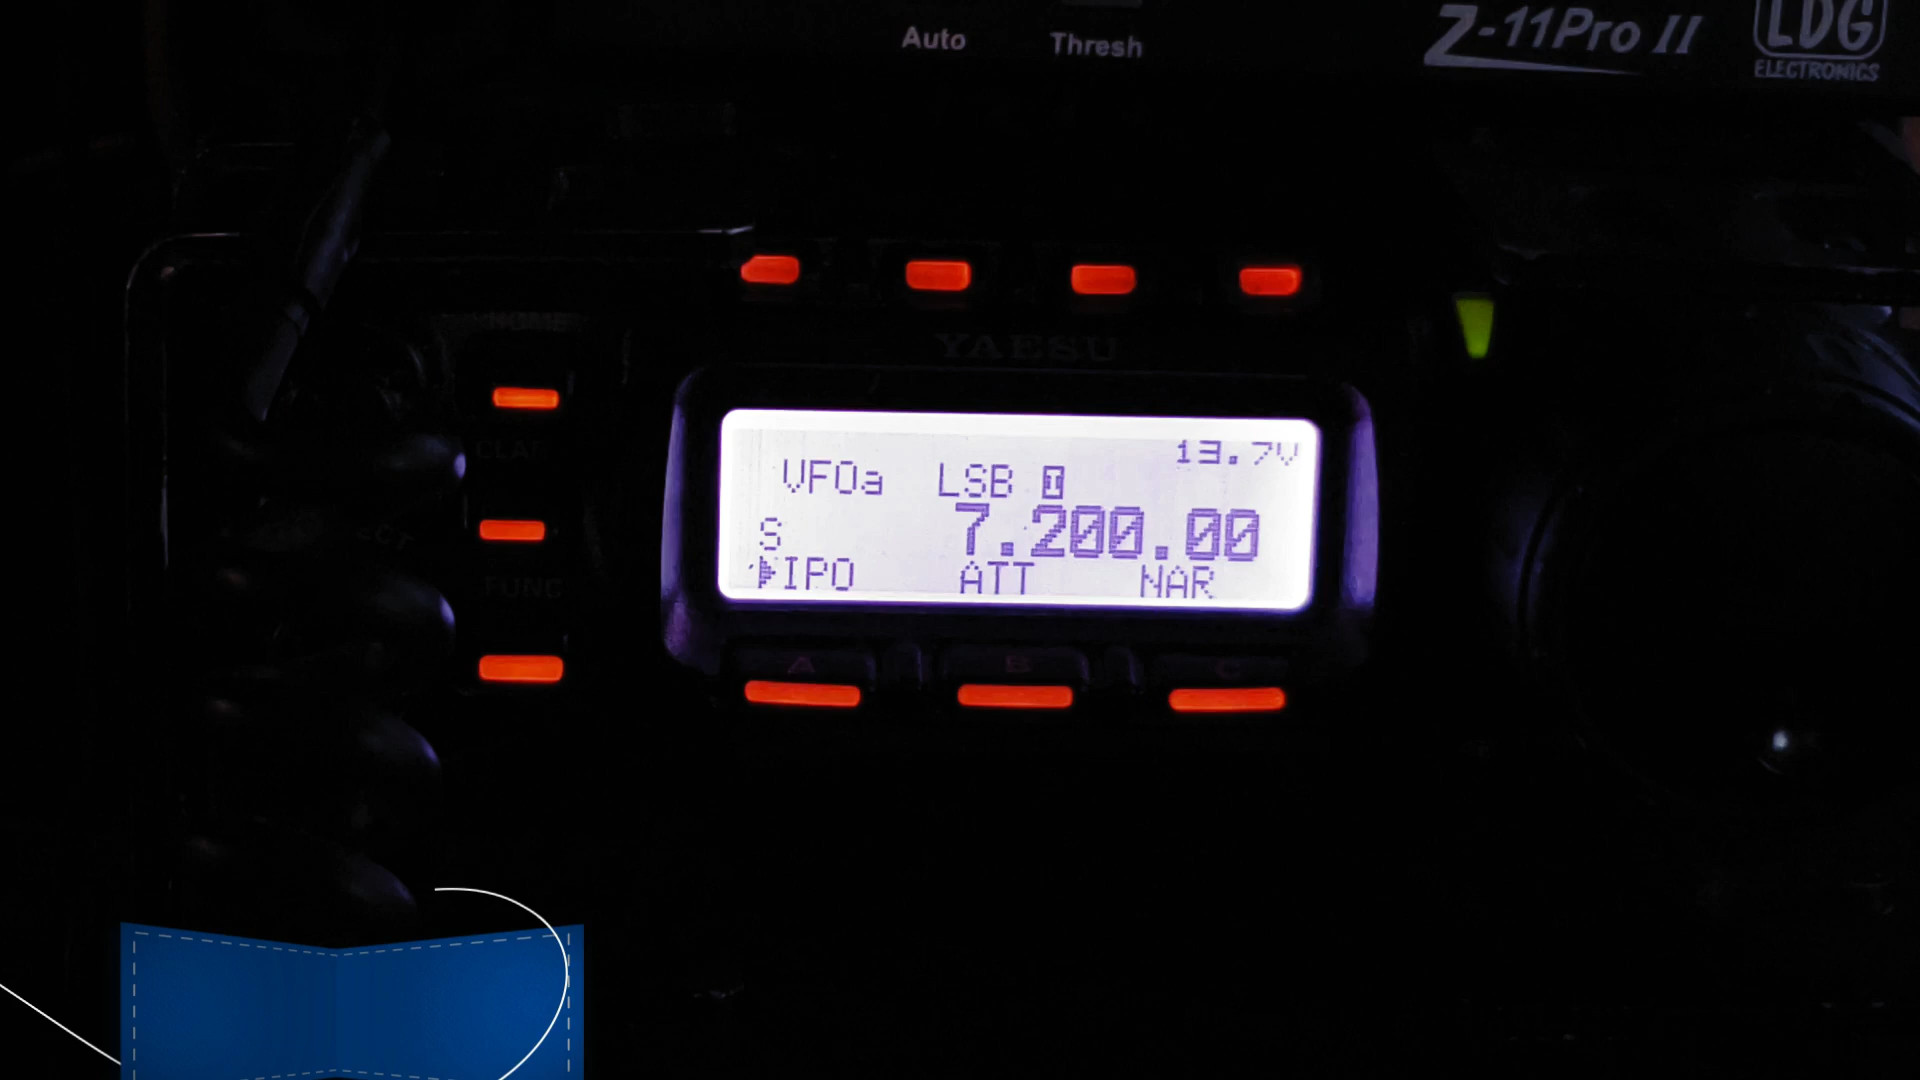 Auto Thresh Z-11Pro II LDG
ELECTRONICS
HOME
YAESU
CLAR
13.7V
VFOa LSB
7.200.00
S
IPO ATT NAR
FUNC
A B C